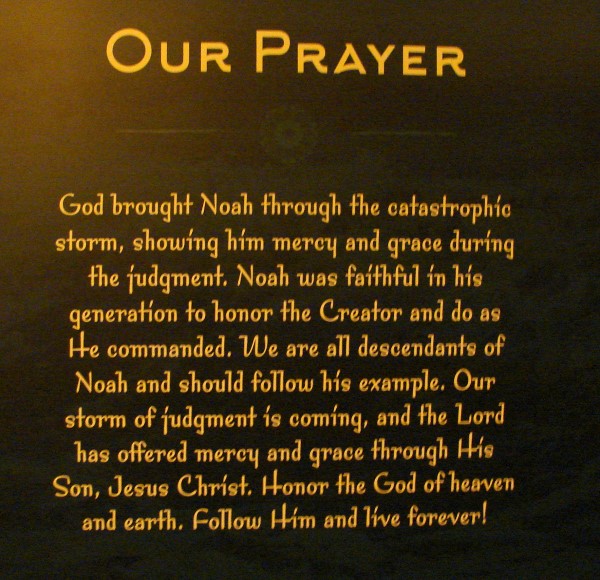 OUR PRAYER
God brought Noah through the catastrophic
storm, showing him mercy and grace during
the judgment. Noah was faithful in his
generation to honor the Creator and do as
He commanded. We are all descendants of
Noah and should follow his example. Our
storm of judgment is coming, and the Lord
has offered mercy and grace through His
Son, Jesus Christ. Honor the God of heaven
and earth. Follow Him and live forever!